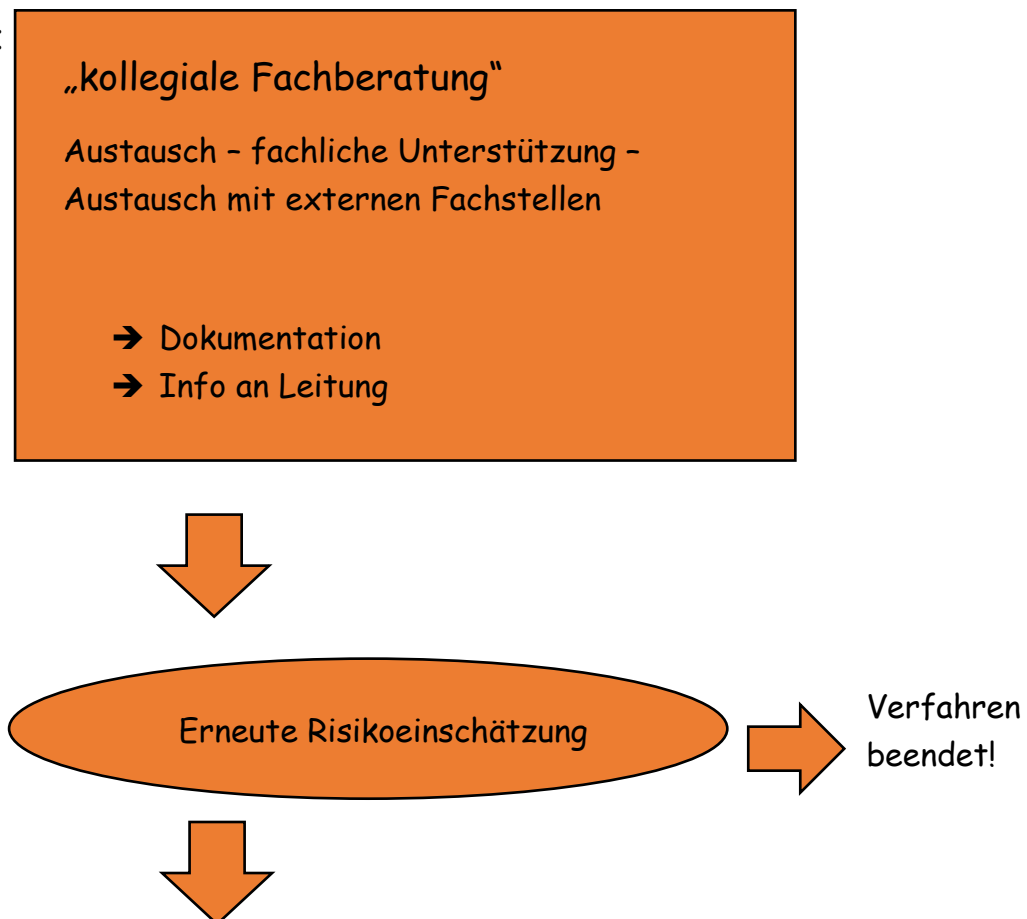 :
„kollegiale Fachberatung“
Austausch – fachliche Unterstützung –
Austausch mit externen Fachstellen
➔ Dokumentation
➔ Info an Leitung
Erneute Risikoeinschätzung
Verfahren
beendet!